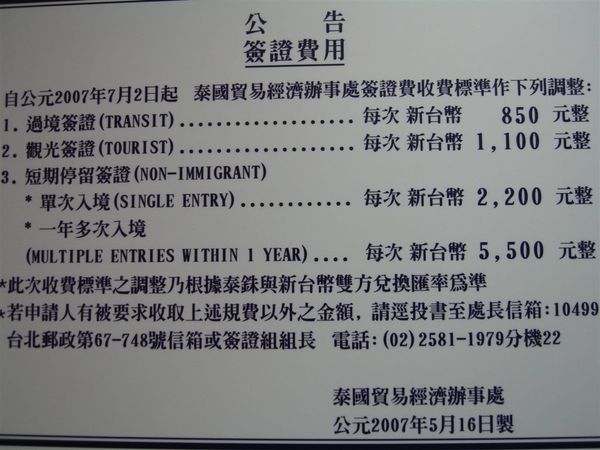 公 告
簽證費用
自公元2007年7月2日起 泰國貿易經濟辦事處簽證費收費標準作下列調整:
1. 過境簽證(TRANSIT)................... 每次 新台幣 850 元整
2. 觀光簽證(TOURIST)................... 每次 新台幣 1,100 元整
3. 短期停留簽證(NON-IMMIGRANT)
* 單次入境(SINGLE ENTRY)............ 每次 新台幣 2,200 元整
* 一年多次入境
(MULTIPLE ENTRIES WITHIN 1 YEAR).... 每次 新台幣 5,500 元整
*此次收費標準之調整乃根據泰銖與新台幣雙方兌換匯率為準
*若申請人有被要求收取上述規費以外之金額, 請逕投書至處長信箱:10499
台北郵政第67-748號信箱或簽證組組長 電話:(02)2581-1979分機22
泰國貿易經濟辦事處
公元2007年5月16日製